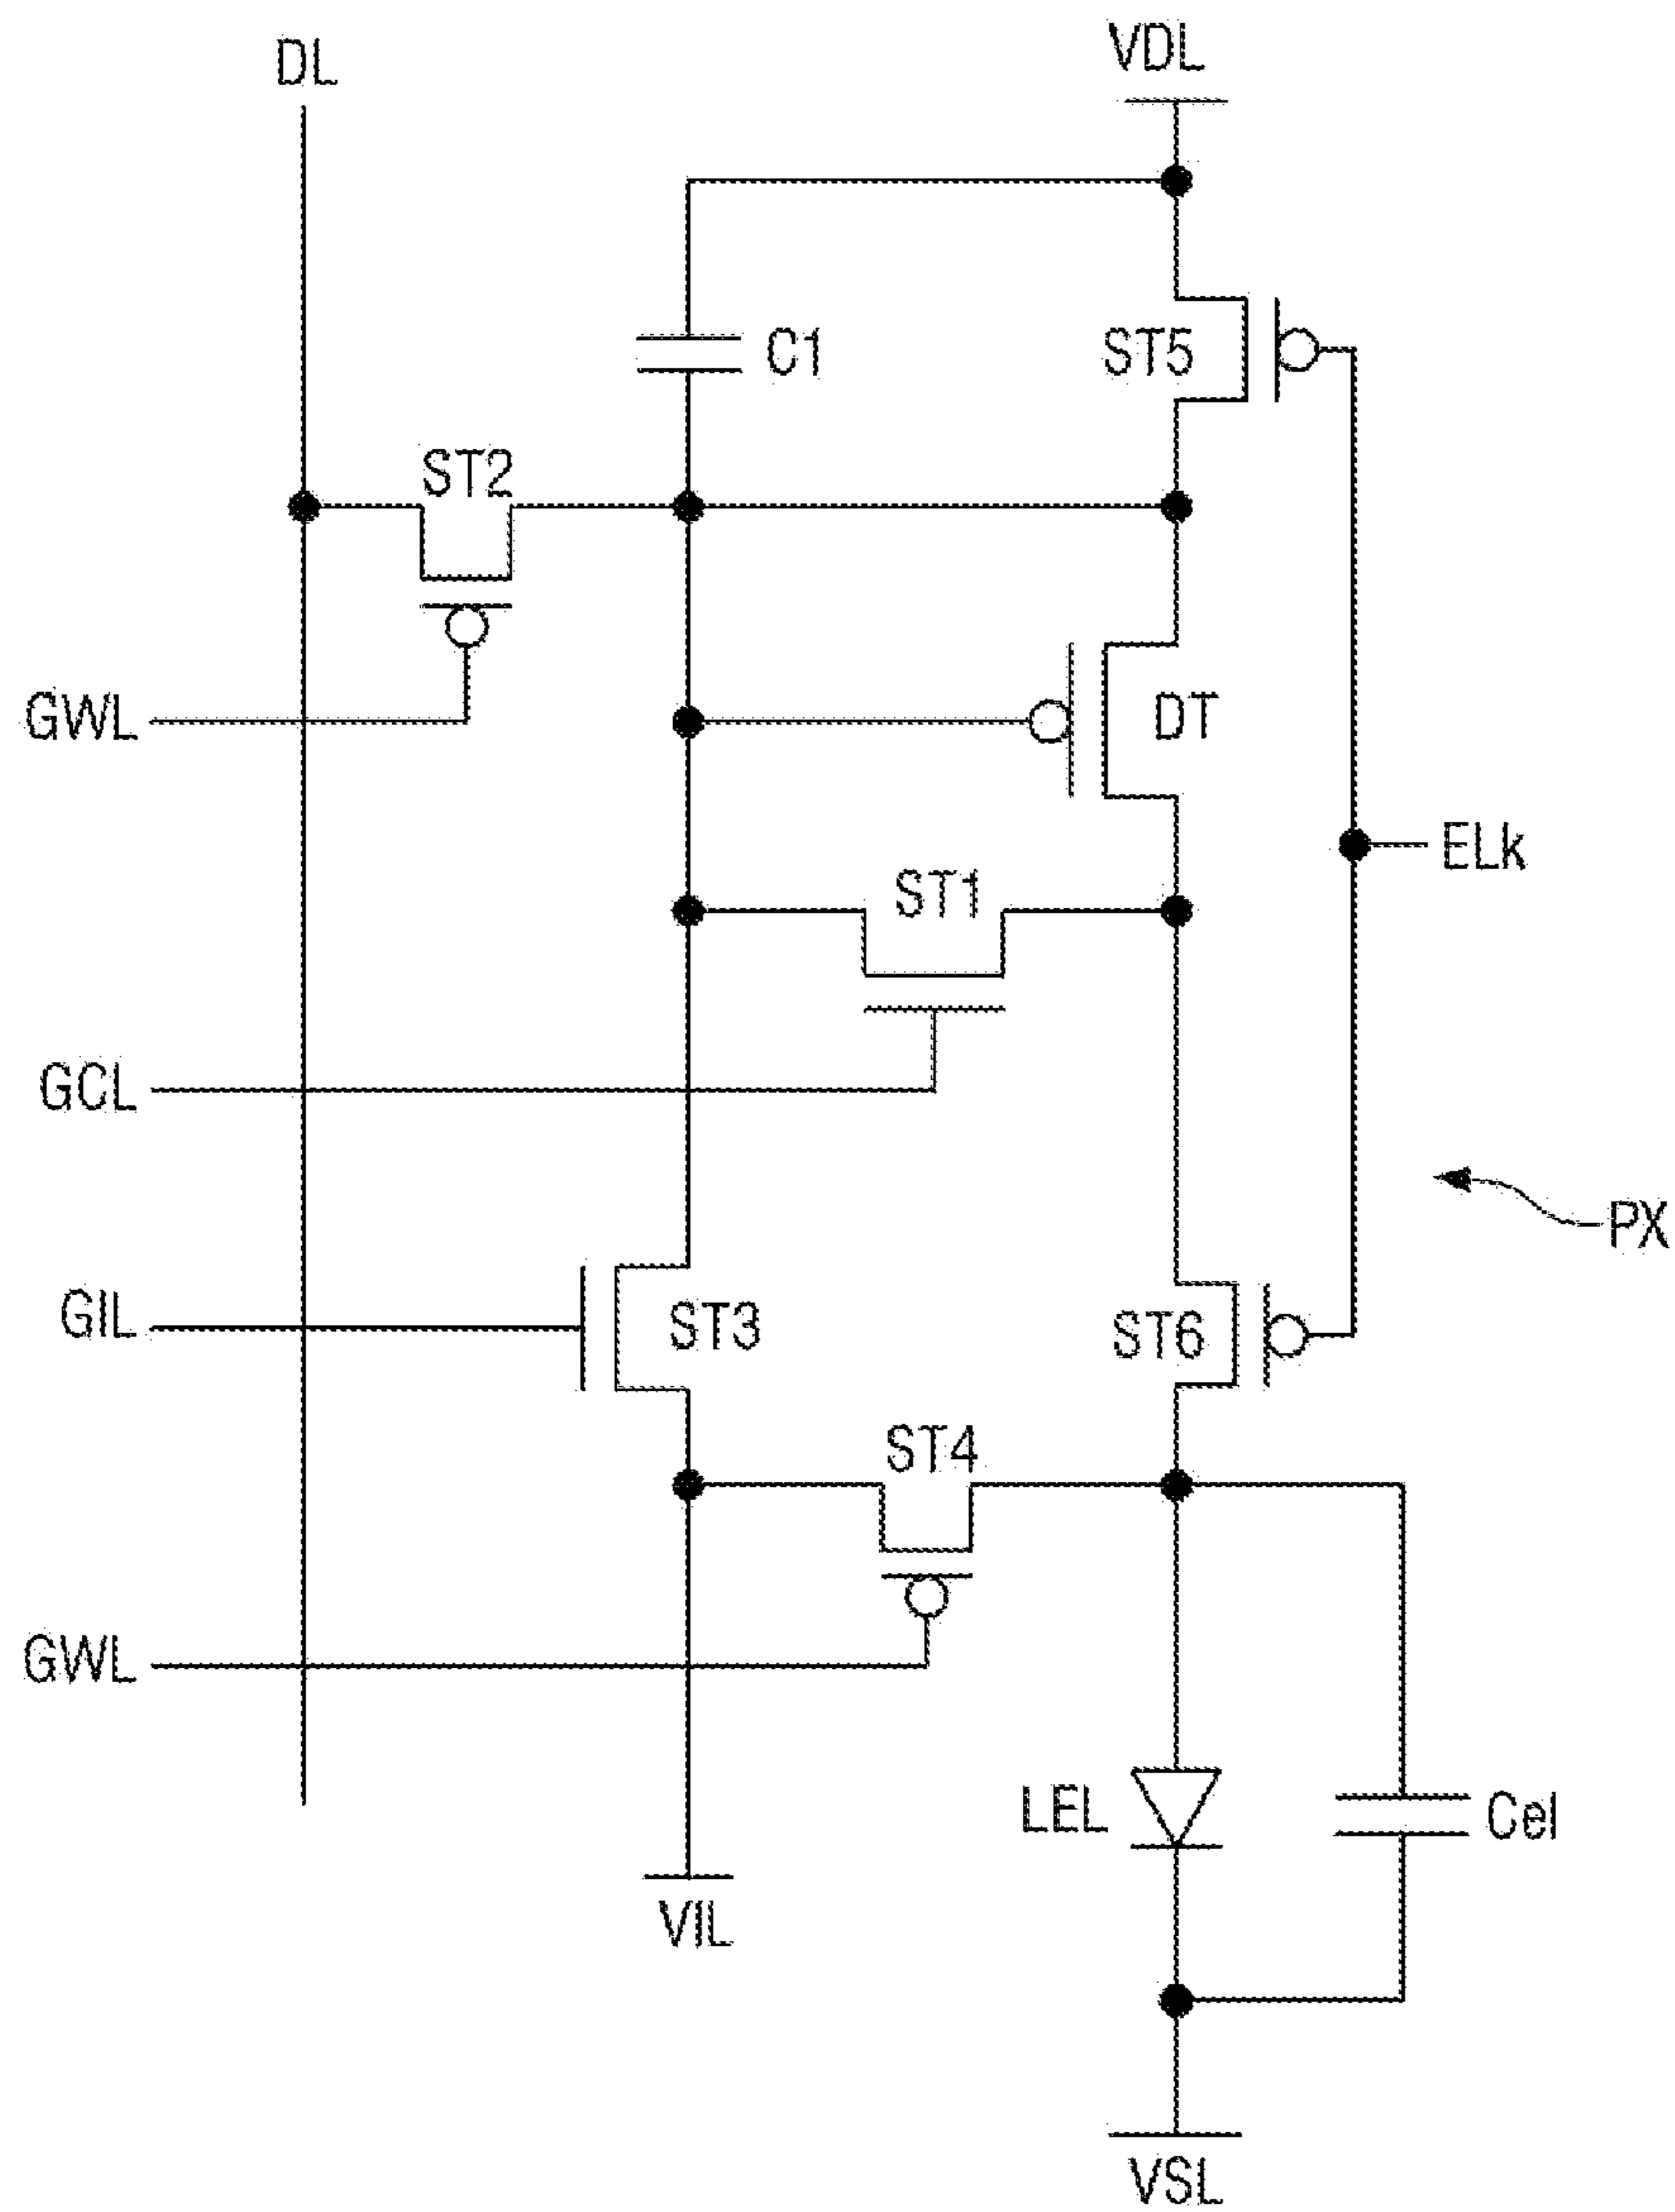 DL
VDL
C1
ST5
ST2
GWL
DT
ELk
ST1
GCL
PX
GIL
ST3
ST6
ST4
GWL
LEL
Cel
VIL
VSL